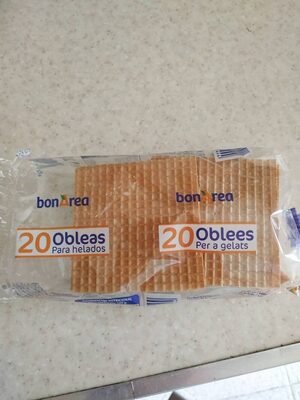 bonÀrea
20 Obleas
Para helados
bonÀrea
20 Oblees
Per a gelats